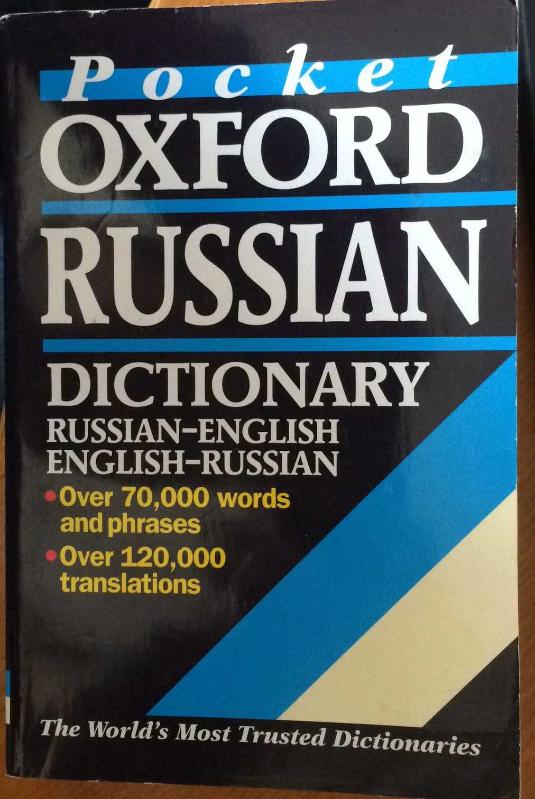 Pocket
OXFORD
RUSSIAN
DICTIONARY
RUSSIAN-ENGLISH
ENGLISH-RUSSIAN
•Over 70,000 words
and phrases
•Over 120,000
translations
The World's Most Trusted Dictionaries